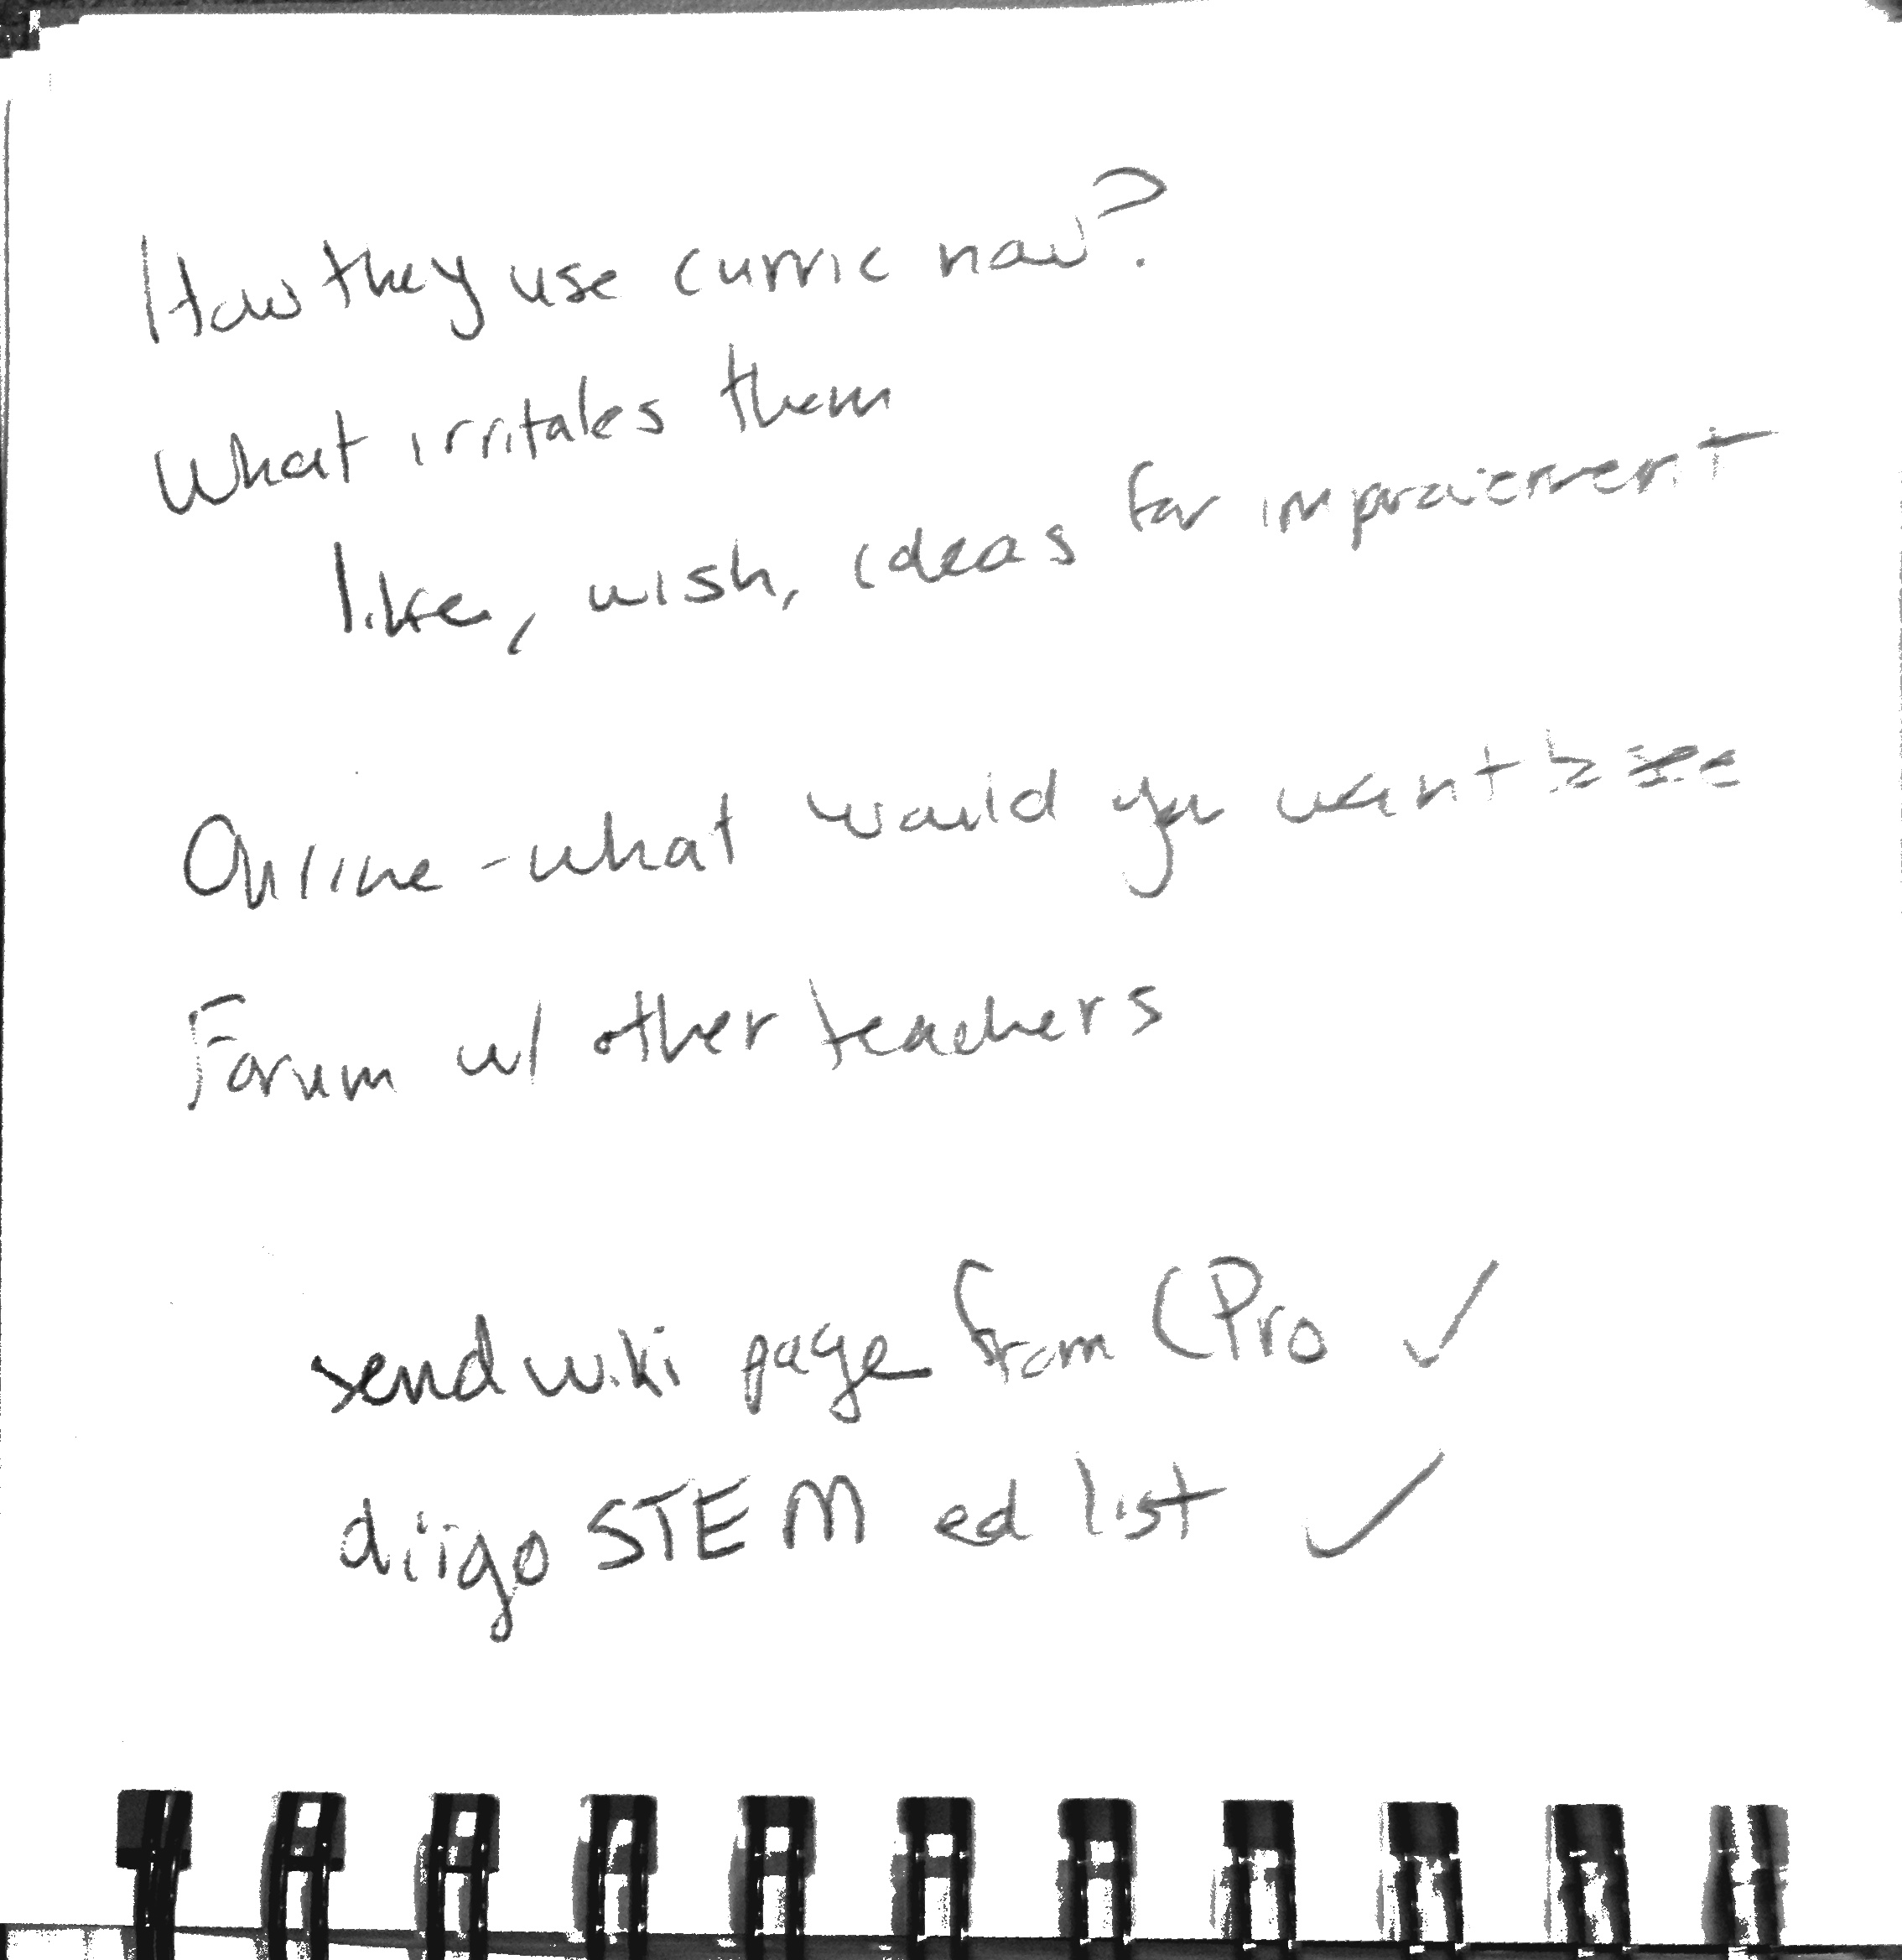 How they use curric now?
What irritates them
like, wish, ideas for improvement
Online - what would you want to see
Forum w/ other teachers
send wiki page from CPro ✓
diigo STEM ed list ✓